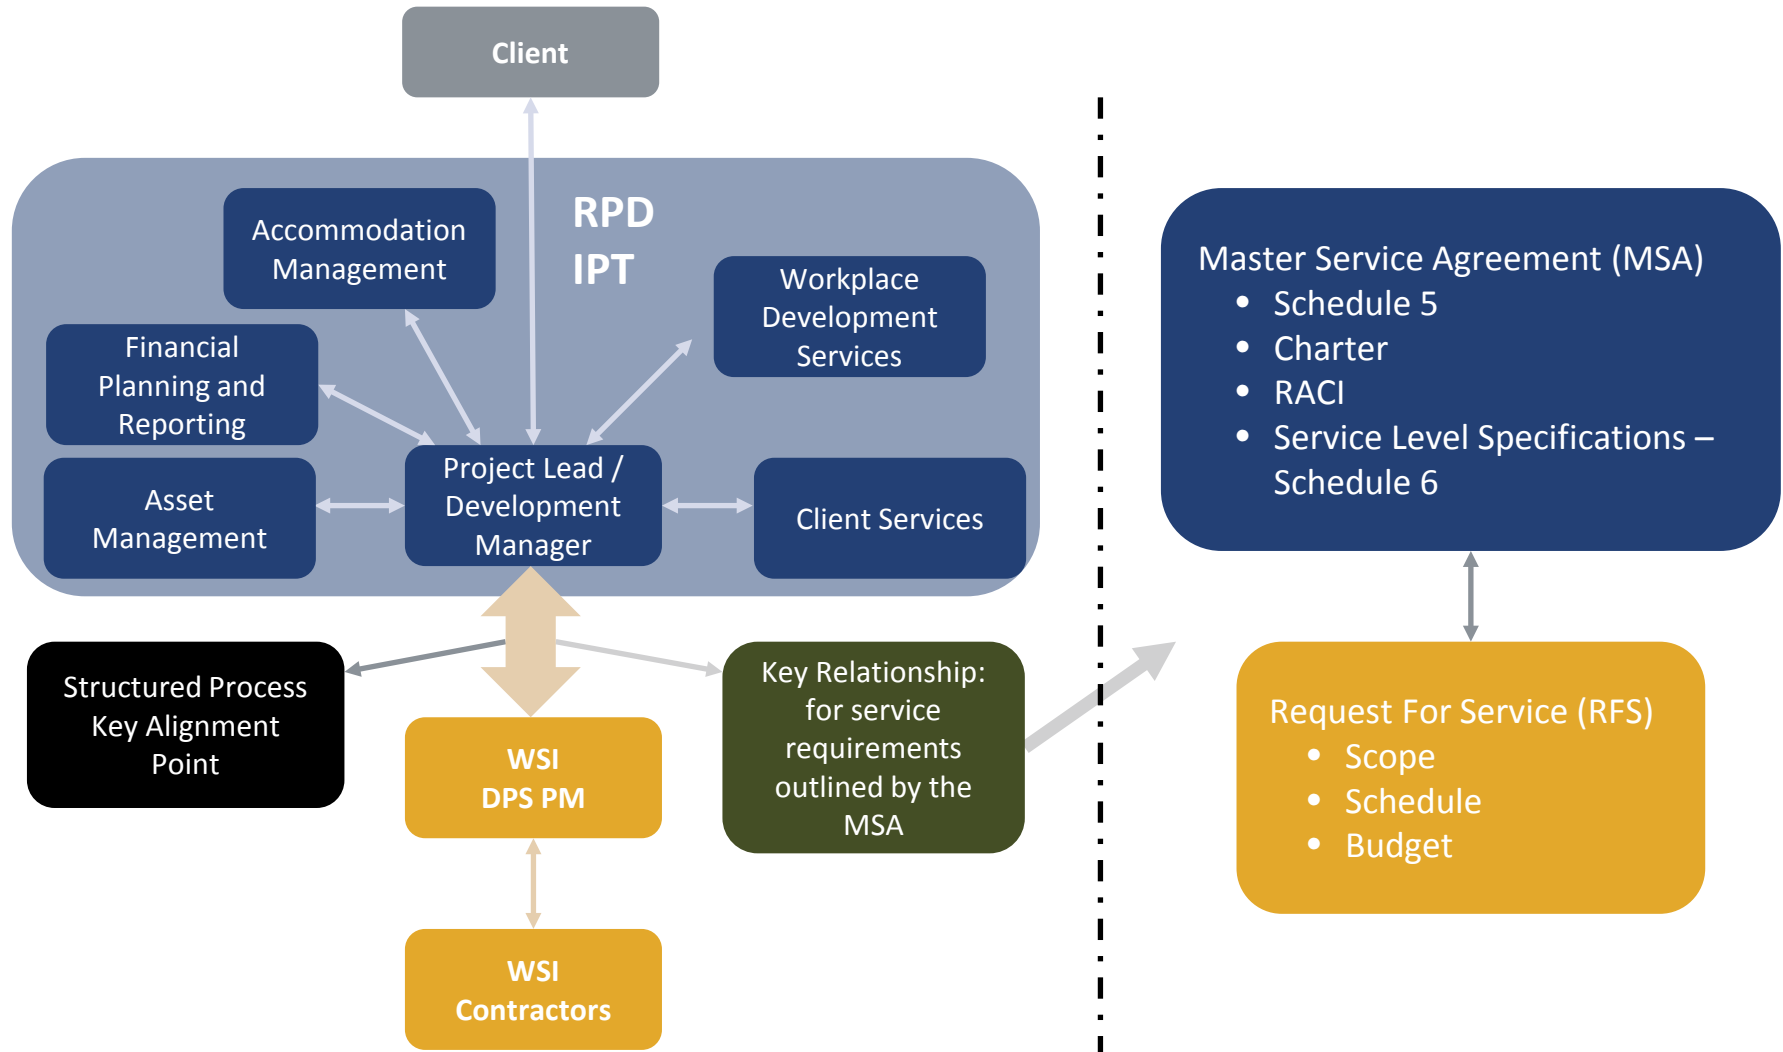 Client
RPD
IPT
Accommodation
Management
Workplace
Development
Services
Financial
Planning and
Reporting
Asset
Management
Project Lead /
Development
Manager
Client Services
Structured Process
Key Alignment
Point
WSI
DPS PM
Key Relationship:
for service
requirements
outlined by the
MSA
WSI
Contractors
Master Service Agreement (MSA)
• Schedule 5
• Charter
• RACI
• Service Level Specifications –
Schedule 6
Request For Service (RFS)
• Scope
• Schedule
• Budget